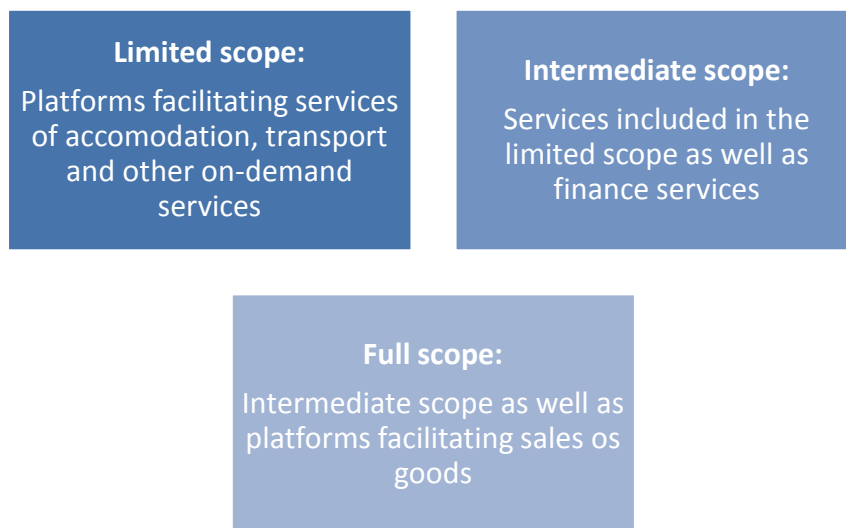 Limited scope:
Platforms facilitating services
of accomodation, transport
and other on-demand
services
Intermediate scope:
Services included in the
limited scope as well as
finance services
Full scope:
Intermediate scope as well as
platforms facilitating sales os
goods